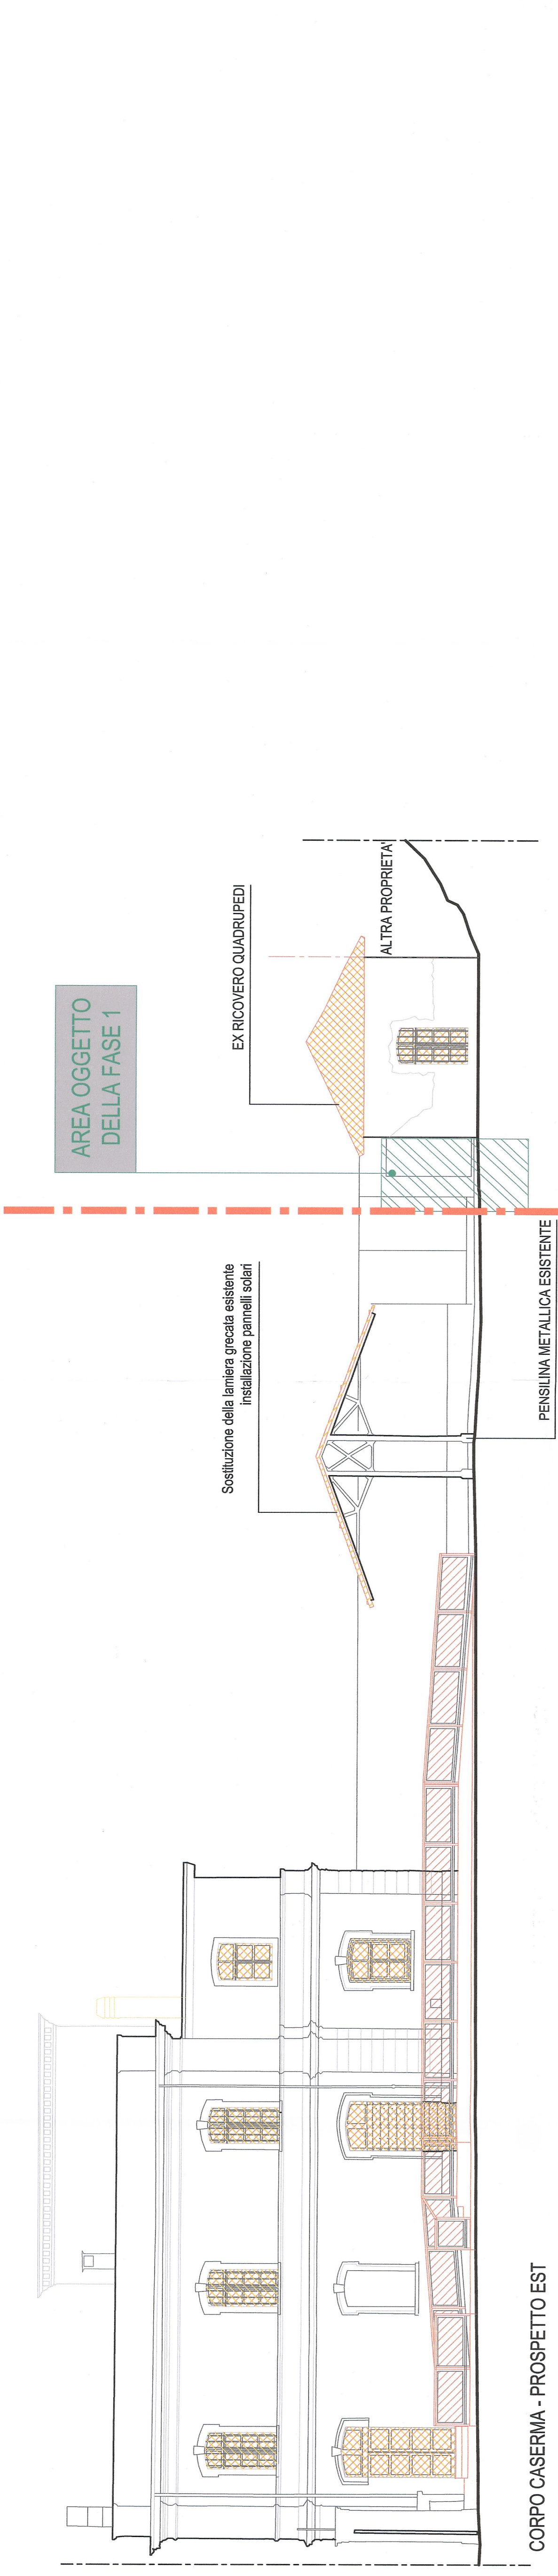 AREA OGGETTO
DELLA FASE 1
EX RICOVERO QUADRUPEDI
ALTRA PROPRIETA'
Sostituzione della lamiera grecata esistente
installazione pannelli solari
PENSILINA METALLICA ESISTENTE
CORPO CASERMA - PROSPETTO EST